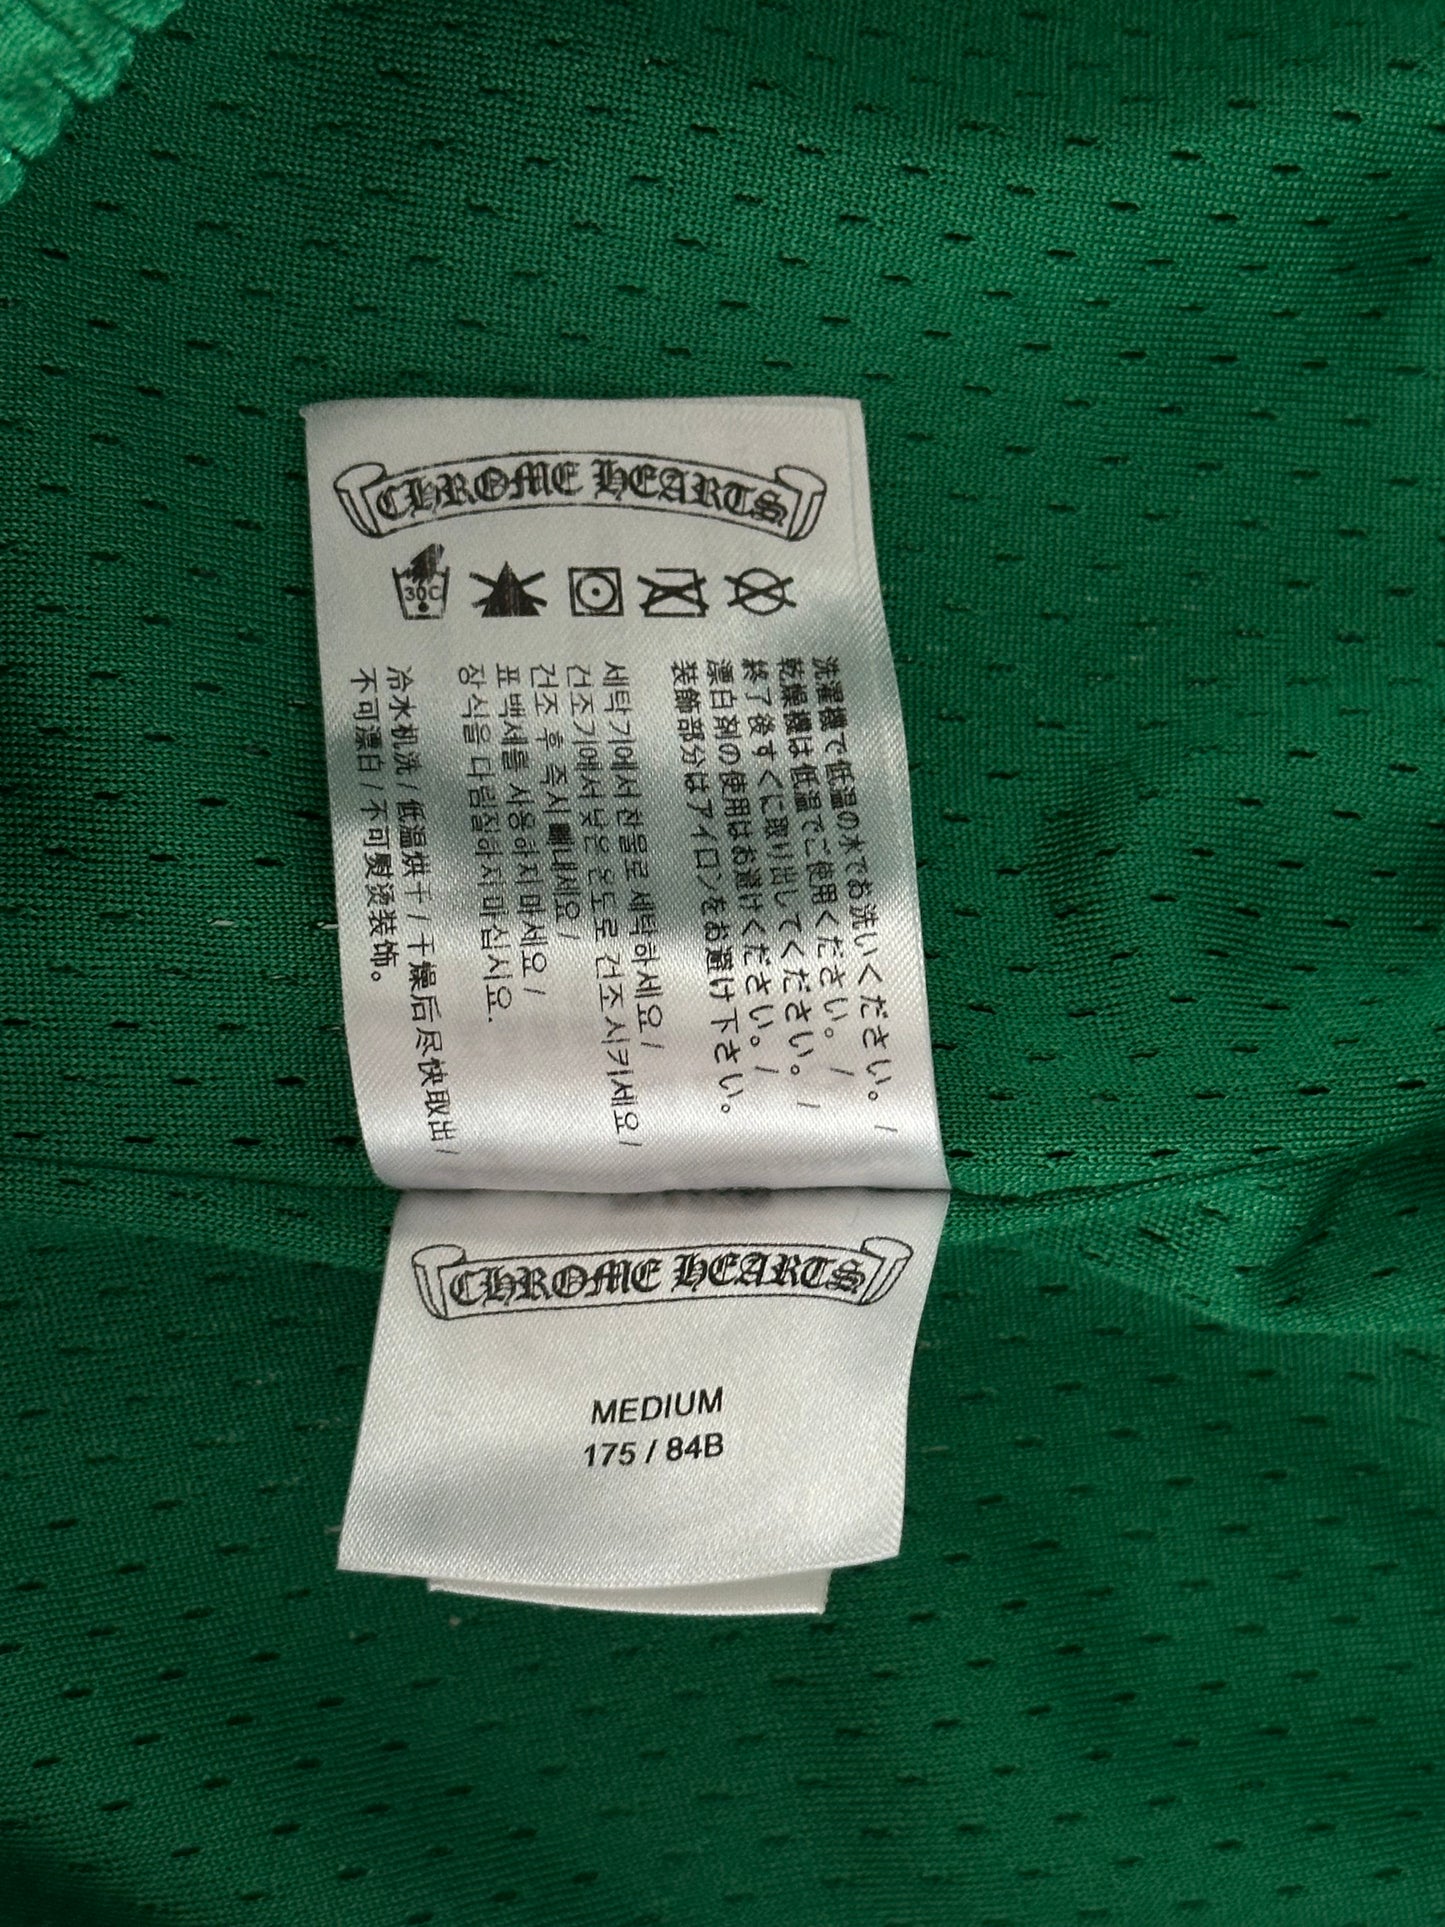 CHROME HEARTS
30C
洗濯機で低温の水でお洗いください。 /
乾燥機は低温でご使用ください。 /
終了後すぐに取り出してください。 /
漂白剤の使用はお避けください。 /
装飾部分はアイロンをお避け下さい。
세탁기에서 찬물로 세탁하세요 /
건조기에서 낮은 온도로 건조시키세요 /
건조 후 즉시 빼내세요 /
표백세를 사용하지마세요 /
장식을 다림질하지마십시요.
冷水机洗 / 低温烘干 / 干燥后尽快取出 /
不可漂白 / 不可熨烫装饰。
CHROME HEARTS
MEDIUM
175 / 84B